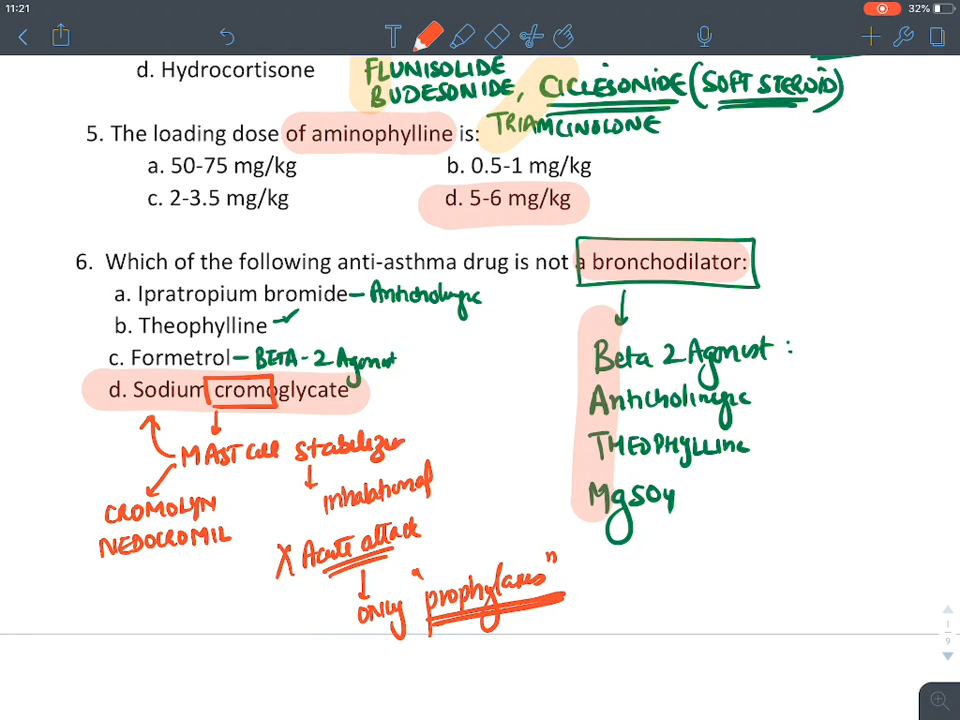 11:21
32%
d. Hydrocortisone
FLUNISOLIDE
BUDESONIDE, CICLESONIDE (SOFT STEROID)
TRIAMCINOLONE
5. The loading dose of aminophylline is:
a. 50-75 mg/kg b. 0.5-1 mg/kg
c. 2-3.5 mg/kg d. 5-6 mg/kg
6. Which of the following anti-asthma drug is not a bronchodilator:
a. Ipratropium bromide – Anticholinergic
b. Theophylline ✓
c. Formetrol – BETA-2 Agonist
d. Sodium cromoglycate
Beta 2 Agonist :
Anticholinergic
THEOPHYLLINE
MgSO4
MAST cell stabilizer
CROMOLYN
NEDOCROMIL
inhalational
X Acute attack
ONLY "prophylaxis"
1
9